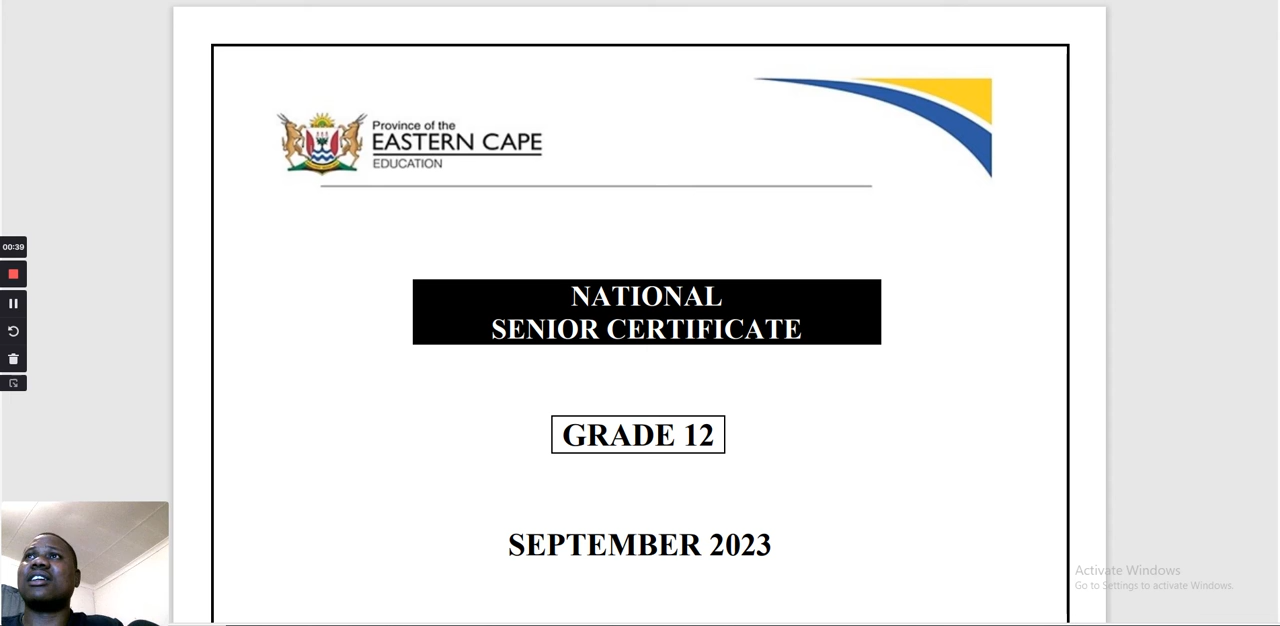 Province of the
EASTERN CAPE
EDUCATION
00:39
NATIONAL
SENIOR CERTIFICATE
GRADE 12
SEPTEMBER 2023
Activate Windows
Go to Settings to activate Windows.